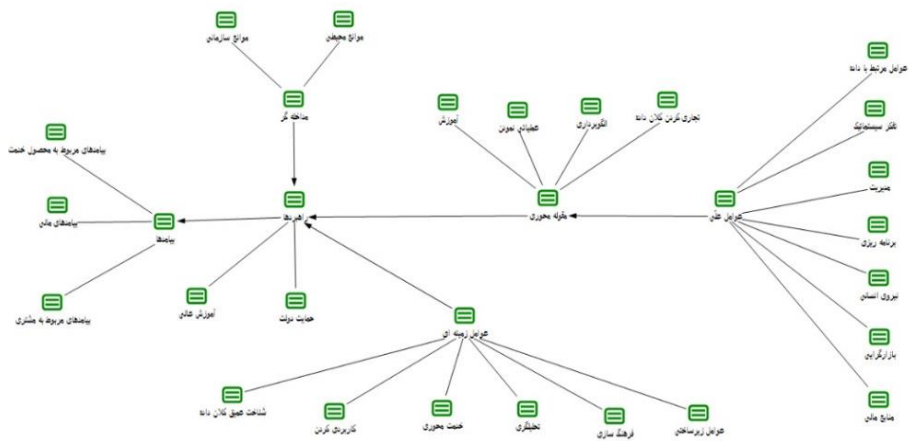 موانع سازمانی
موانع محیطی
مداخله گر
عوامل مرتبط با داده
تفکر سیستماتیک
مدیریت
برنامه ریزی
نیروی انسانی
بازارگرایی
منابع مالی
عوامل علّی
تجاری کردن کلان داده
الگوبرداری
عملیاتی نمودن
آموزش
مقوله محوری
راهبردها
حمایت دولت
آموزش عالی
پیامدها
پیامدهای مربوط به محصول خدمت
پیامدهای مالی
پیامدهای مربوط به مشتری
عوامل زمینه ای
عوامل زیرساختی
فرهنگ سازی
تحلیلگری
خدمت محوری
کاربردی کردن
شناخت عمیق کلان داده